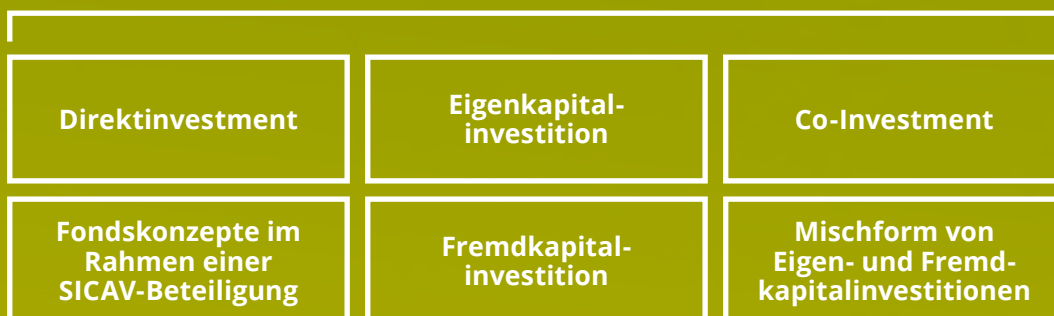 Direktinvestment
Eigenkapital-
investition
Co-Investment
Fondskonzepte im
Rahmen einer
SICAV-Beteiligung
Fremdkapital-
investition
Mischform von
Eigen- und Fremd-
kapitalinvestitionen